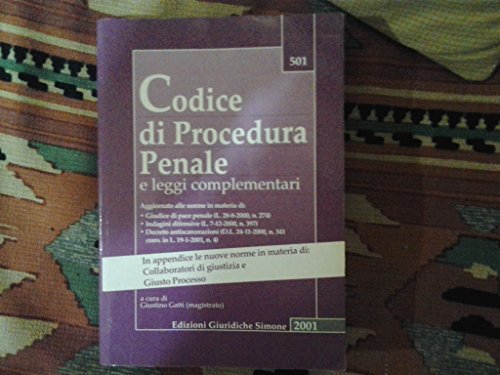 501
Codice
di Procedura
Penale
e leggi complementari
Aggiornato alle norme in materia di:
• Giudice di pace penale (L. 28-8-2000, n. 274)
• Indagini difensive (L. 7-12-2000, n. 397)
• Decreto antiscarcerazioni (D.L. 24-11-2000, n. 341
conv. in L. 19-1-2001, n. 4)
In appendice le nuove norme in materia di:
Collaboratori di giustizia e
Giusto Processo
a cura di
Giustino Gatti (magistrato)
Edizioni Giuridiche Simone 2001